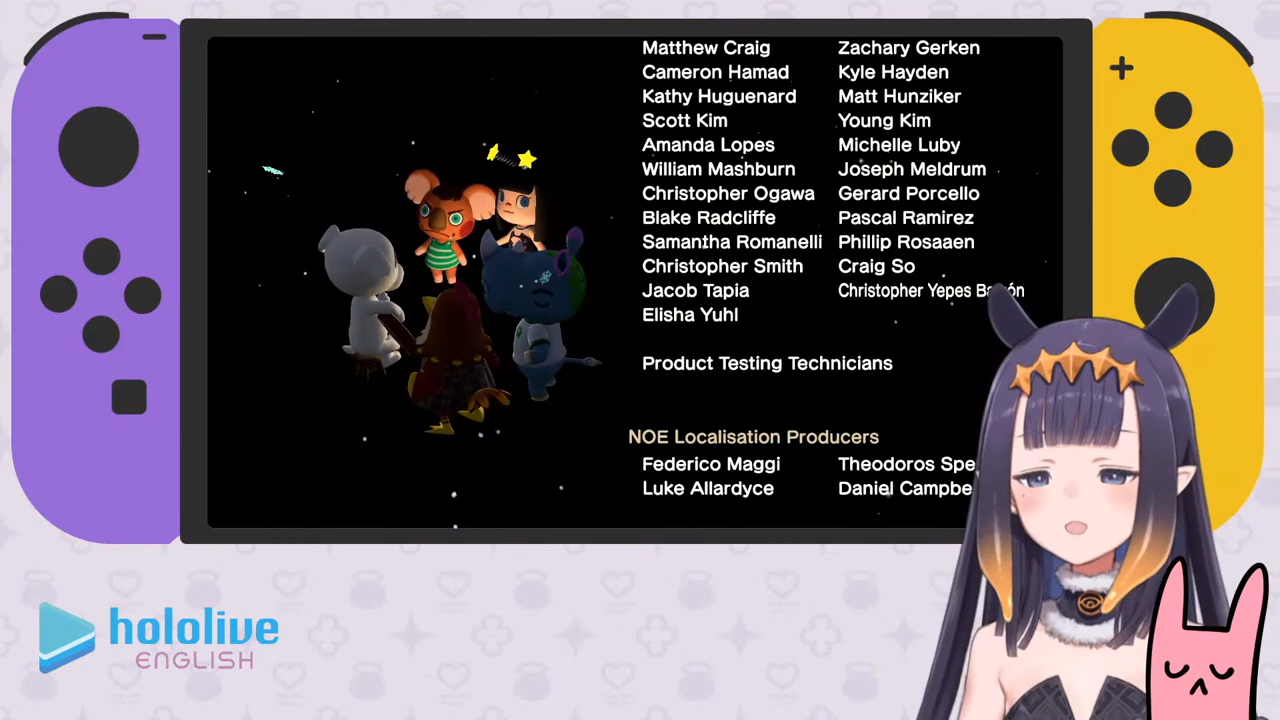 Matthew Craig Zachary Gerken
Cameron Hamad Kyle Hayden
Kathy Huguenard Matt Hunziker
Scott Kim Young Kim
Amanda Lopes Michelle Luby
William Mashburn Joseph Meldrum
Christopher Ogawa Gerard Porcello
Blake Radcliffe Pascal Ramirez
Samantha Romanelli Phillip Rosaaen
Christopher Smith Craig So
Jacob Tapia Christopher Yepes
Elisha Yuhl
Product Testing Technicians
NOE Localisation Producers
Federico Maggi Theodoros
Luke Allardyce Daniel
hololive
ENGLISH